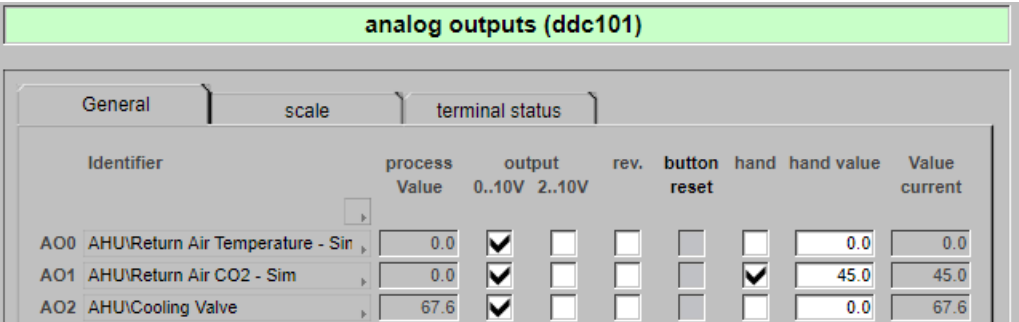 analog outputs (ddc101)
General scale terminal status
Identifier process output rev. button hand hand value Value
Value 0..10V 2..10V reset current
AO0 AHU\Return Air Temperature - Sim 0.0 0.0 0.0
AO1 AHU\Return Air CO2 - Sim 0.0 45.0 45.0
AO2 AHU\Cooling Valve 67.6 0.0 67.6